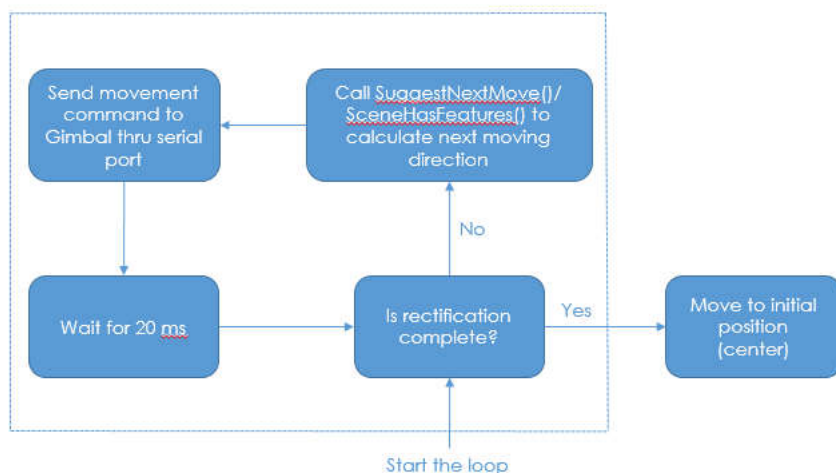 Send movement
command to
Gimbal thru serial
port
Call SuggestNextMove()/
SceneHasFeatures() to
calculate next moving
direction
No
Wait for 20 ms
Is rectification
complete?
Yes
Move to initial
position
(center)
Start the loop